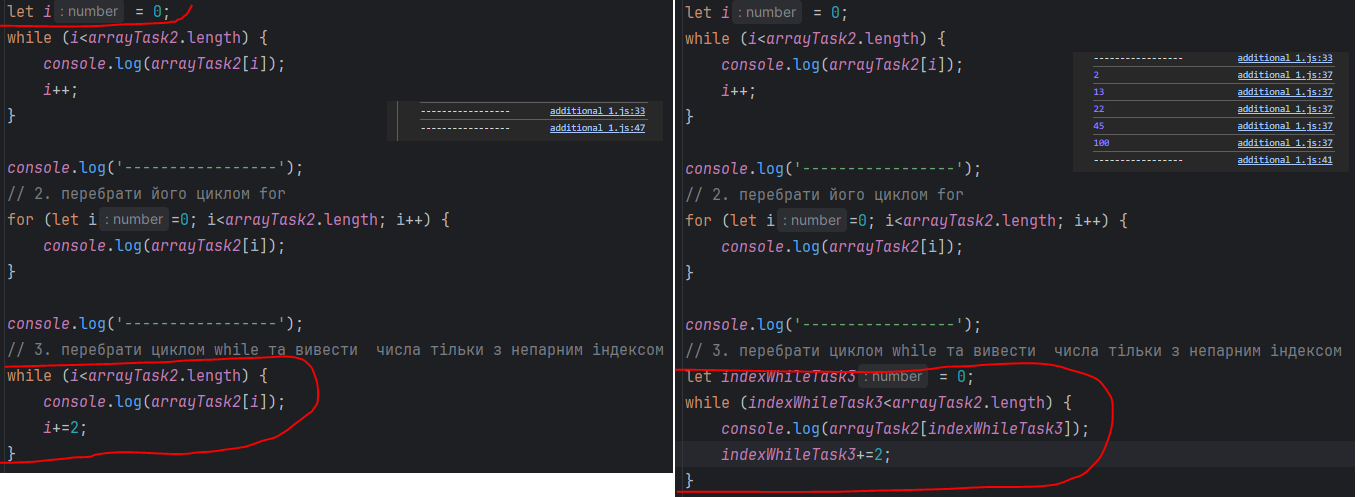 let i : number = 0;
while (i<arrayTask2.length) {
    console.log(arrayTask2[i]);
    i++;
}
----------------- additional 1.js:33
----------------- additional 1.js:47
console.log('-----------------');
// 2. перебрати його циклом for
for (let i : number =0; i<arrayTask2.length; i++) {
    console.log(arrayTask2[i]);
}
console.log('-----------------');
// 3. перебрати циклом while та вивести  числа тільки з непарним індексом
while (i<arrayTask2.length) {
    console.log(arrayTask2[i]);
    i+=2;
}
let i : number = 0;
while (i<arrayTask2.length) {
    console.log(arrayTask2[i]);
    i++;
}
----------------- additional 1.js:33
2 additional 1.js:37
13 additional 1.js:37
22 additional 1.js:37
45 additional 1.js:37
100 additional 1.js:37
----------------- additional 1.js:41
console.log('-----------------');
// 2. перебрати його циклом for
for (let i : number =0; i<arrayTask2.length; i++) {
    console.log(arrayTask2[i]);
}
console.log('-----------------');
// 3. перебрати циклом while та вивести  числа тільки з непарним індексом
let indexWhileTask3 : number = 0;
while (indexWhileTask3<arrayTask2.length) {
    console.log(arrayTask2[indexWhileTask3]);
    indexWhileTask3+=2;
}